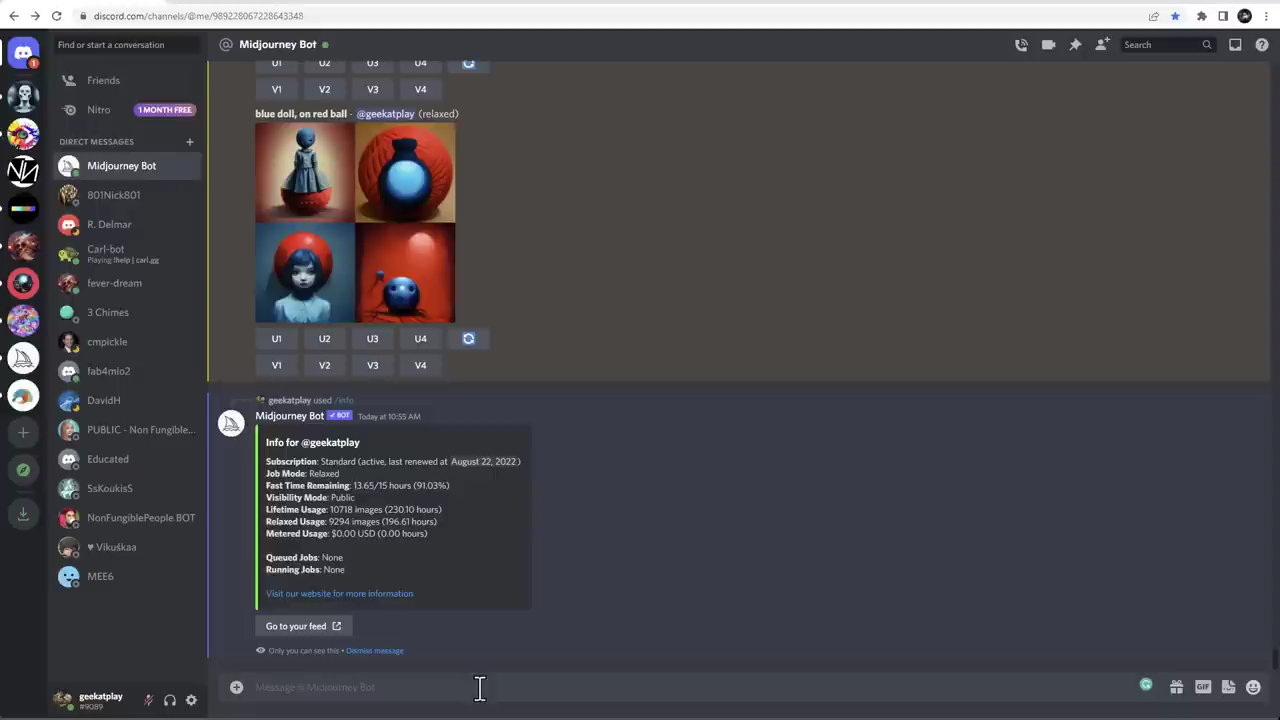 discord.com/channels/@me/989228067228643348
Find or start a conversation
Midjourney Bot
Search
Friends
Nitro
1 MONTH FREE
DIRECT MESSAGES
Midjourney Bot
801Nick801
R. Delmar
Carl-bot
Playing !help | carl.gg
fever-dream
3 Chimes
cmpickle
fab4mlo2
DavidH
PUBLIC - Non Fungible...
Educated
SsKoukisS
NonFungiblePeople BOT
♥ Vikuškaa
MEE6
geekatplay
#9089
U1 U2 U3 U4
V1 V2 V3 V4
blue doll, on red ball - @geekatplay (relaxed)
U1 U2 U3 U4
V1 V2 V3 V4
geekatplay used /info
Midjourney Bot ✓ BOT Today at 10:55 AM
Info for @geekatplay
Subscription: Standard (active, last renewed at August 22, 2022)
Job Mode: Relaxed
Fast Time Remaining: 13.65/15 hours (91.03%)
Visibility Mode: Public
Lifetime Usage: 10718 images (230.10 hours)
Relaxed Usage: 9294 images (196.61 hours)
Metered Usage: $0.00 USD (0.00 hours)
Queued Jobs: None
Running Jobs: None
Visit our website for more information
Go to your feed
Only you can see this • Dismiss message
Message @Midjourney Bot
GIF